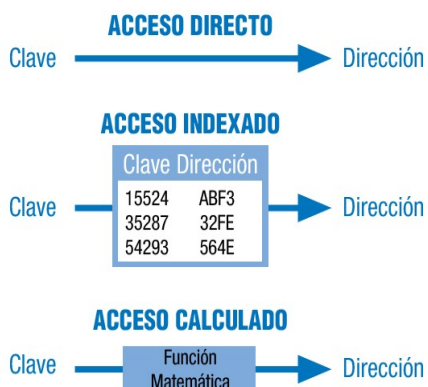 ACCESO DIRECTO
Clave Dirección
ACCESO INDEXADO
Clave Dirección
15524 ABF3
Clave 35287 32FE Dirección
54293 564E
ACCESO CALCULADO
Clave Función Dirección
Matemática